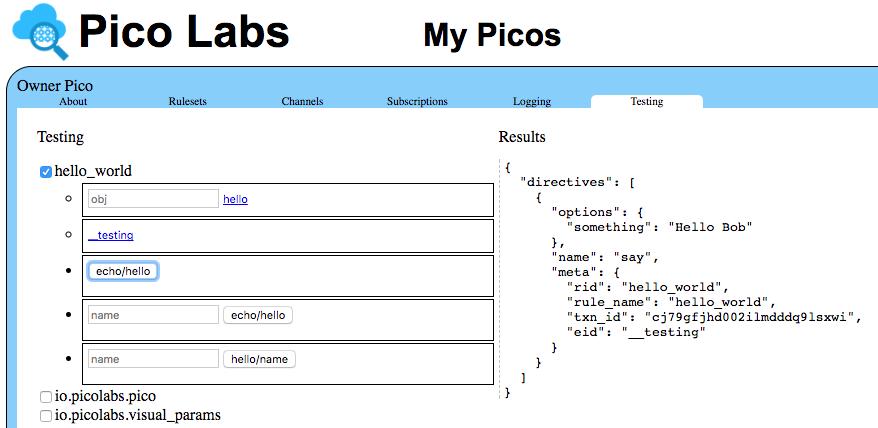 Pico Labs
My Picos
Owner Pico
About Rulesets Channels Subscriptions Logging Testing
Testing
hello_world
obj hello
__testing
echo/hello
name echo/hello
name hello/name
io.picolabs.pico
io.picolabs.visual_params
Results
{
  "directives": [
    {
      "options": {
        "something": "Hello Bob"
      },
      "name": "say",
      "meta": {
        "rid": "hello_world",
        "rule_name": "hello_world",
        "txn_id": "cj79gfjhd002ilmdddq9lsxwi",
        "eid": "__testing"
      }
    }
  ]
}